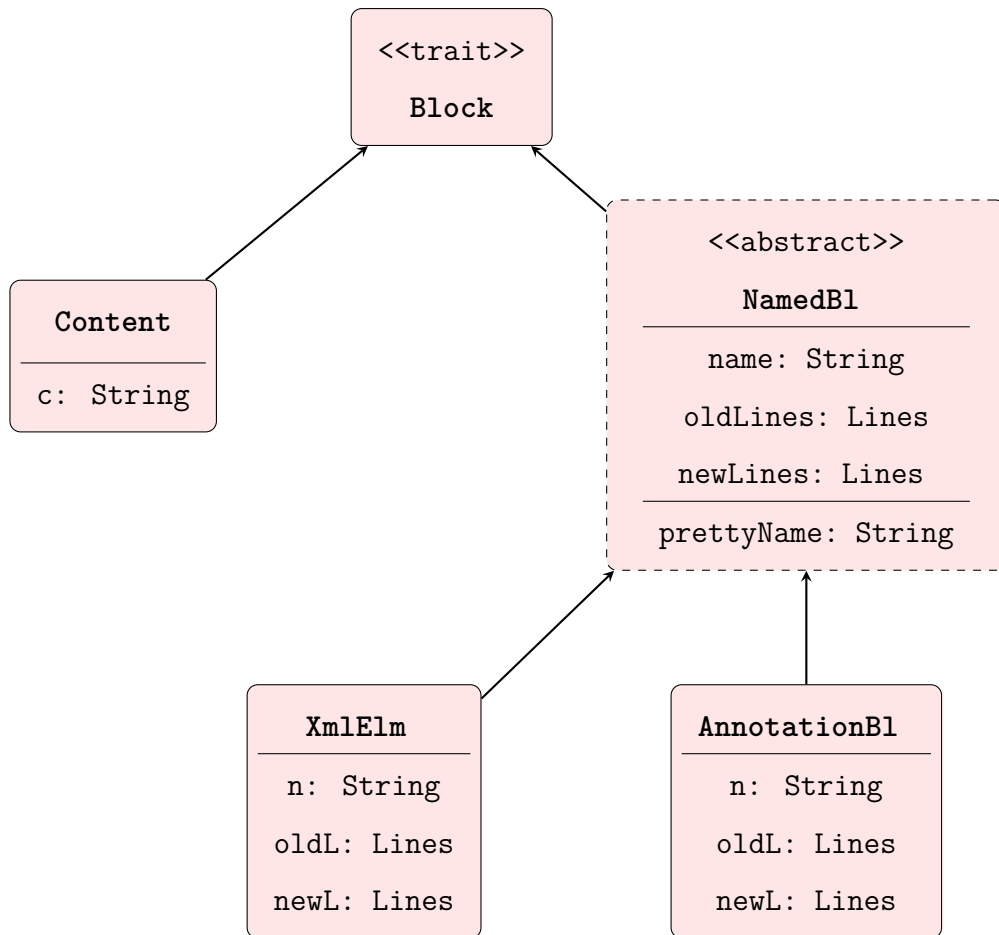 <<trait>>
Block
Content
c: String
<<abstract>>
NamedBl
name: String
oldLines: Lines
newLines: Lines
prettyName: String
XmlElm
n: String
oldL: Lines
newL: Lines
AnnotationBl
n: String
oldL: Lines
newL: Lines